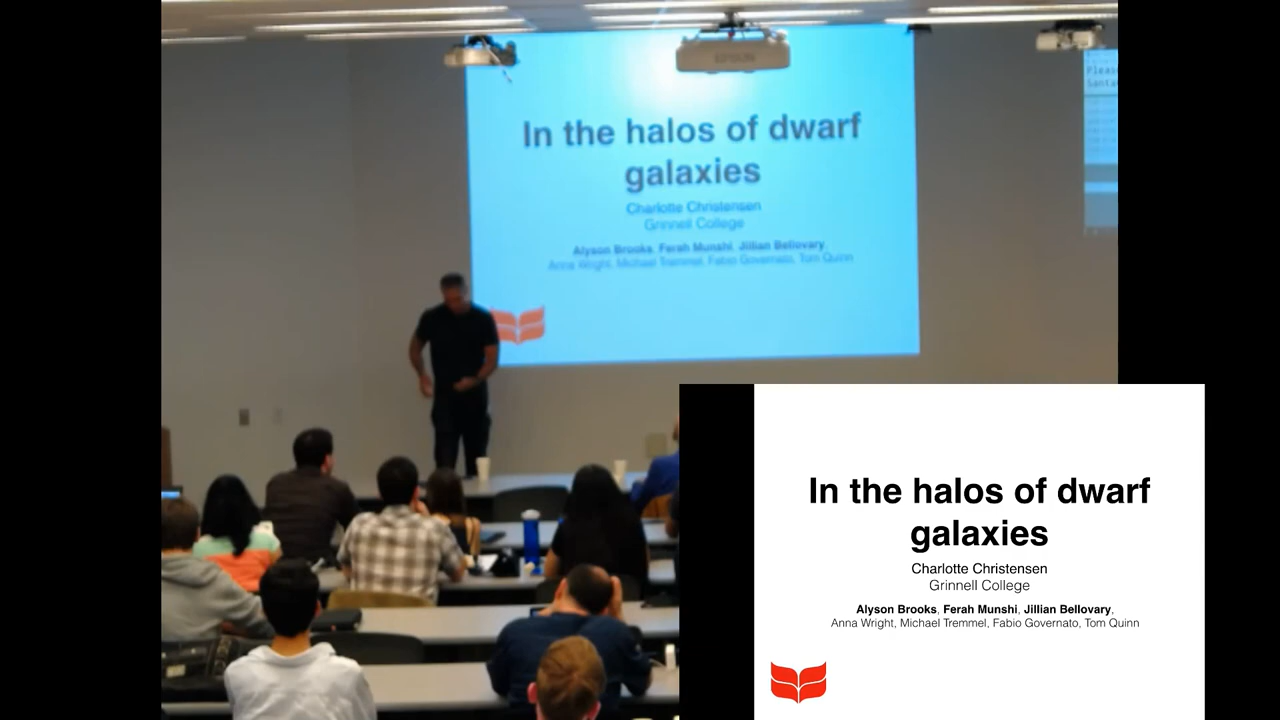 EPSON
In the halos of dwarf
galaxies
Charlotte Christensen
Grinnell College
Alyson Brooks, Ferah Munshi, Jillian Bellovary,
Anna Wright, Michael Tremmel, Fabio Governato, Tom Quinn
In the halos of dwarf
galaxies
Charlotte Christensen
Grinnell College
Alyson Brooks, Ferah Munshi, Jillian Bellovary,
Anna Wright, Michael Tremmel, Fabio Governato, Tom Quinn